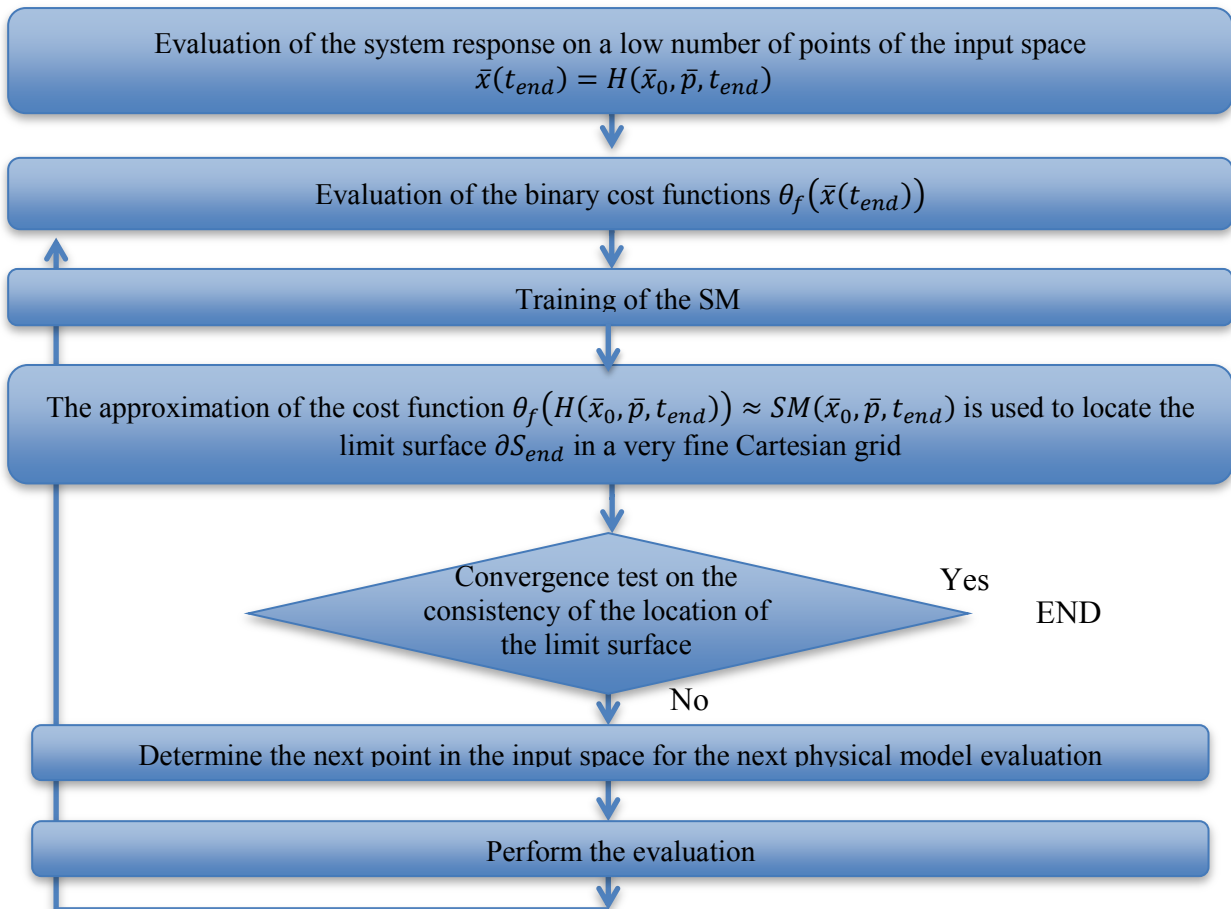 Evaluation of the system response on a low number of points of the input space
x̄(t_end) = H(x̄_0, p̄, t_end)
Evaluation of the binary cost functions θ_f(x̄(t_end))
Training of the SM
The approximation of the cost function θ_f(H(x̄_0, p̄, t_end)) ≈ SM(x̄_0, p̄, t_end) is used to locate the
limit surface ∂S_end in a very fine Cartesian grid
Convergence test on the
consistency of the location of
the limit surface
Yes
END
No
Determine the next point in the input space for the next physical model evaluation
Perform the evaluation